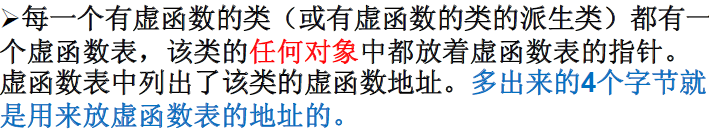 ➢每一个有虚函数的类（或有虚函数的类的派生类）都有一
个虚函数表，该类的任何对象中都放着虚函数表的指针。
虚函数表中列出了该类的虚函数地址。多出来的4个字节就
是用来放虚函数表的地址的。